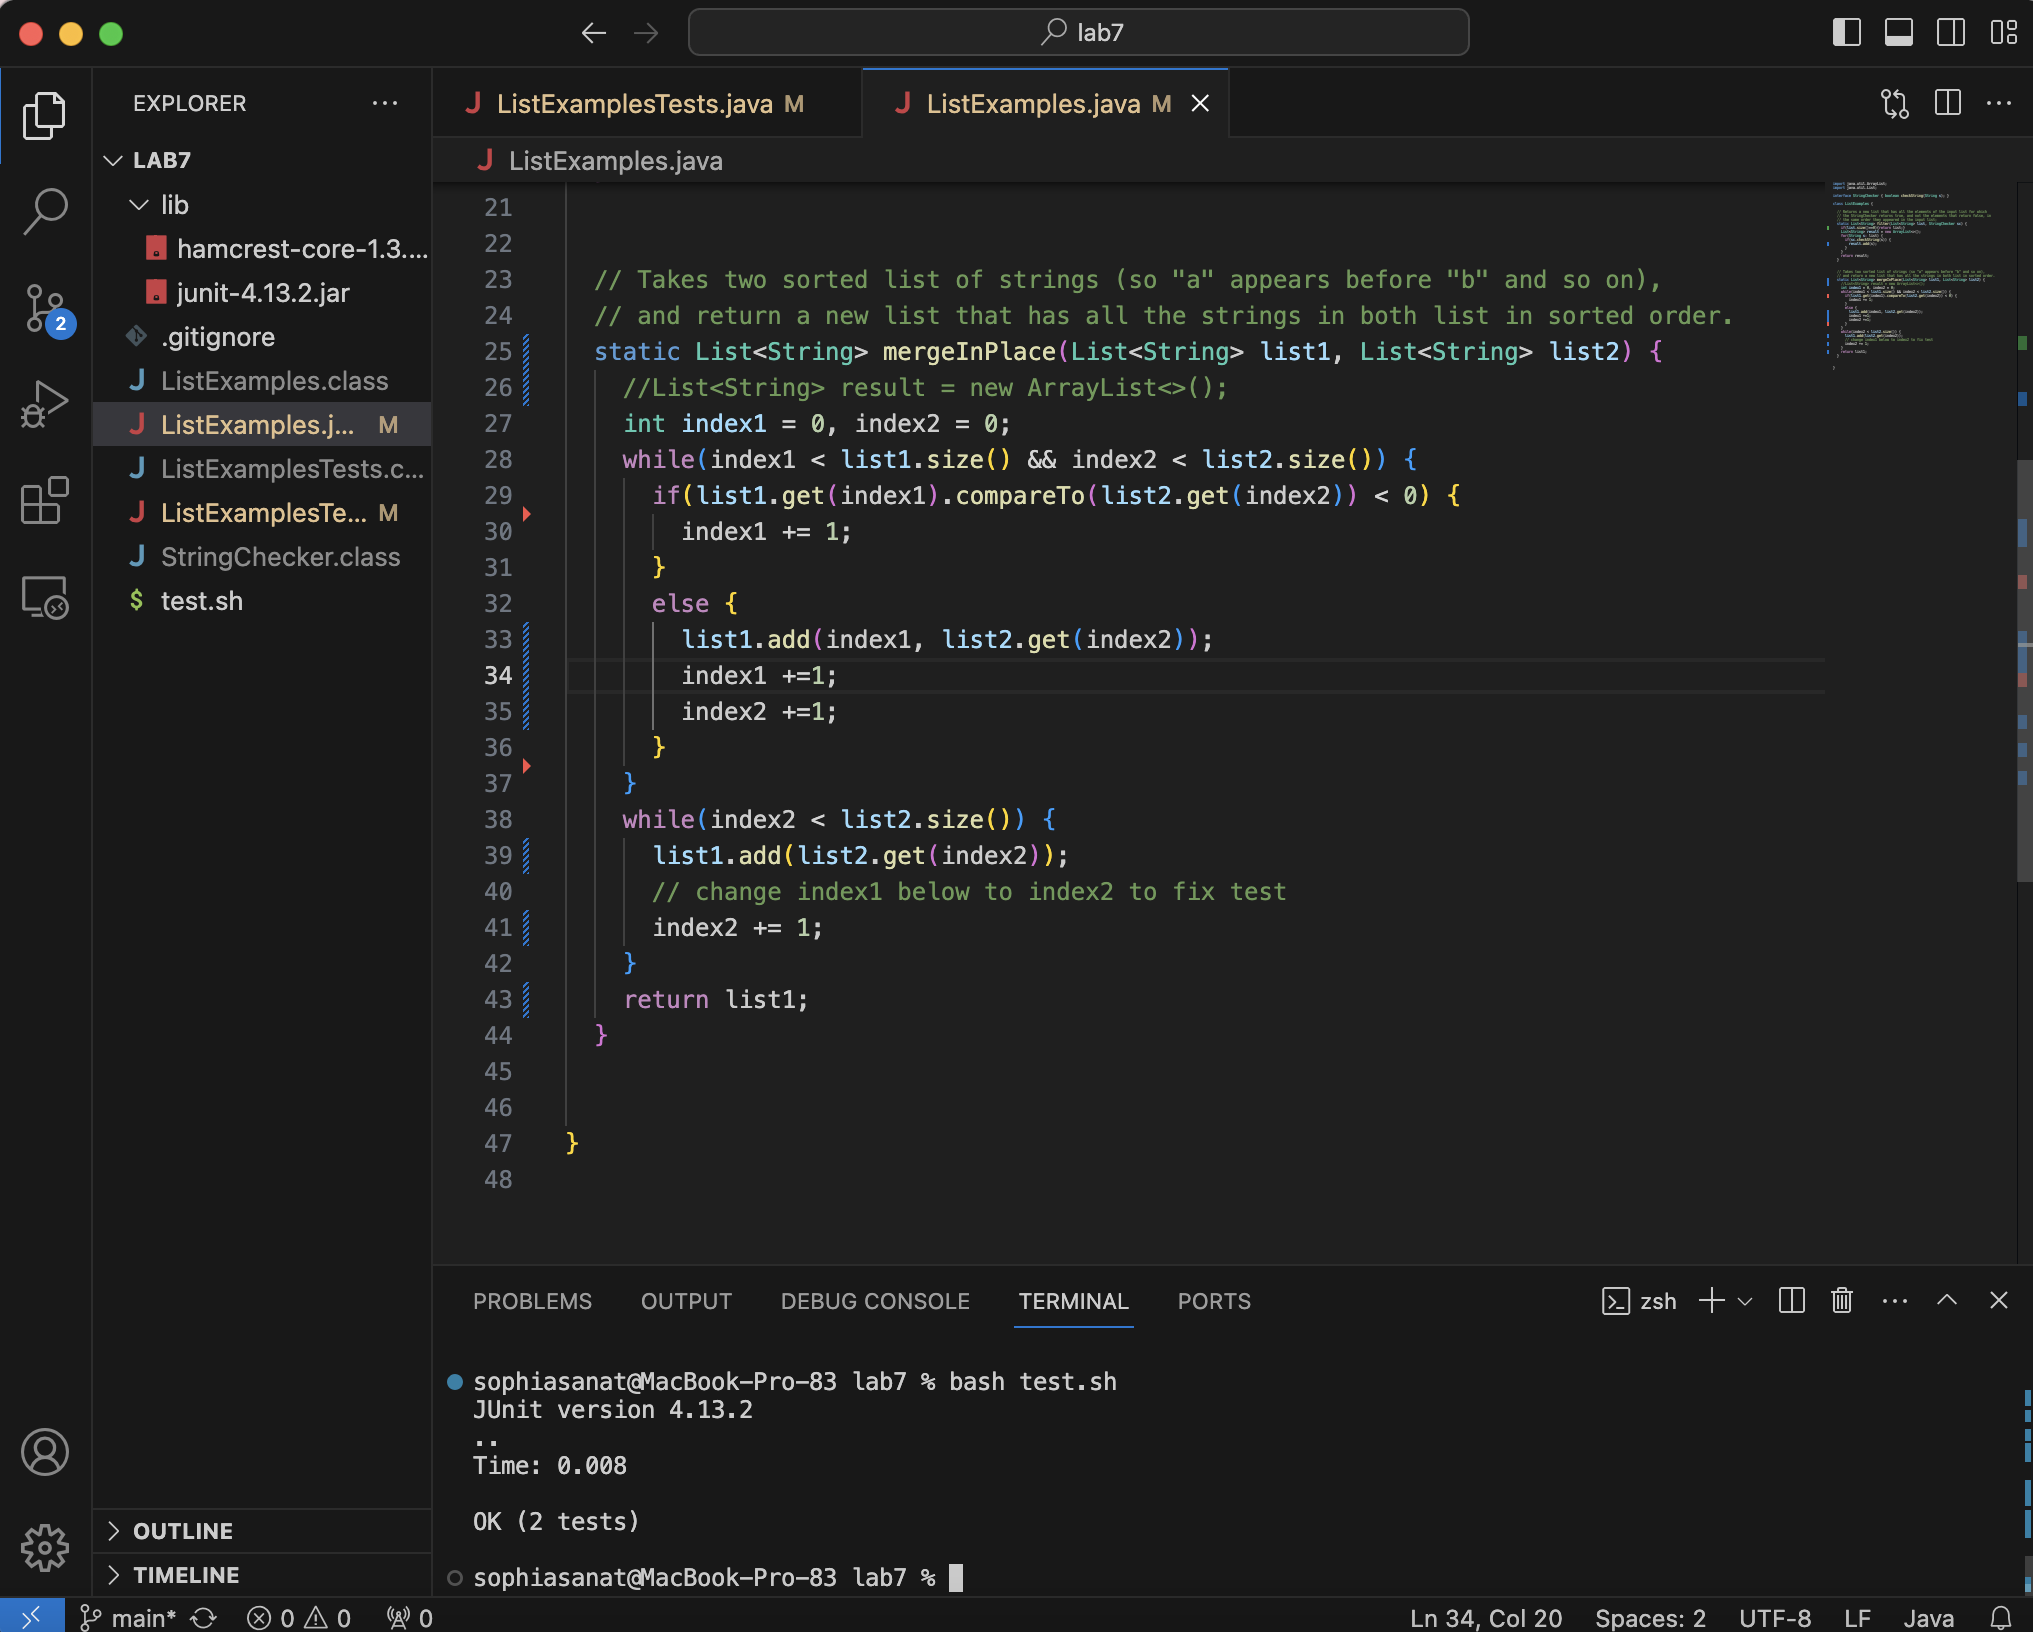 lab7
EXPLORER
LAB7
lib
hamcrest-core-1.3....
junit-4.13.2.jar
.gitignore
ListExamples.class
ListExamples.j... M
ListExamplesTests.c...
ListExamplesTe... M
StringChecker.class
$ test.sh
2
OUTLINE
TIMELINE
ListExamplesTests.java M
ListExamples.java M
ListExamples.java
21
22
23 // Takes two sorted list of strings (so "a" appears before "b" and so on),
24 // and return a new list that has all the strings in both list in sorted order.
25 static List<String> mergeInPlace(List<String> list1, List<String> list2) {
26 //List<String> result = new ArrayList<>();
27 int index1 = 0, index2 = 0;
28 while(index1 < list1.size() && index2 < list2.size()) {
29 if(list1.get(index1).compareTo(list2.get(index2)) < 0) {
30 index1 += 1;
31 }
32 else {
33 list1.add(index1, list2.get(index2));
34 index1 +=1;
35 index2 +=1;
36 }
37 }
38 while(index2 < list2.size()) {
39 list1.add(list2.get(index2));
40 // change index1 below to index2 to fix test
41 index2 += 1;
42 }
43 return list1;
44 }
45
46
47 }
48
PROBLEMS OUTPUT DEBUG CONSOLE TERMINAL PORTS zsh
sophiasanat@MacBook-Pro-83 lab7 % bash test.sh
JUnit version 4.13.2
..
Time: 0.008
OK (2 tests)
sophiasanat@MacBook-Pro-83 lab7 %
main* 0 0 0 Ln 34, Col 20 Spaces: 2 UTF-8 LF Java